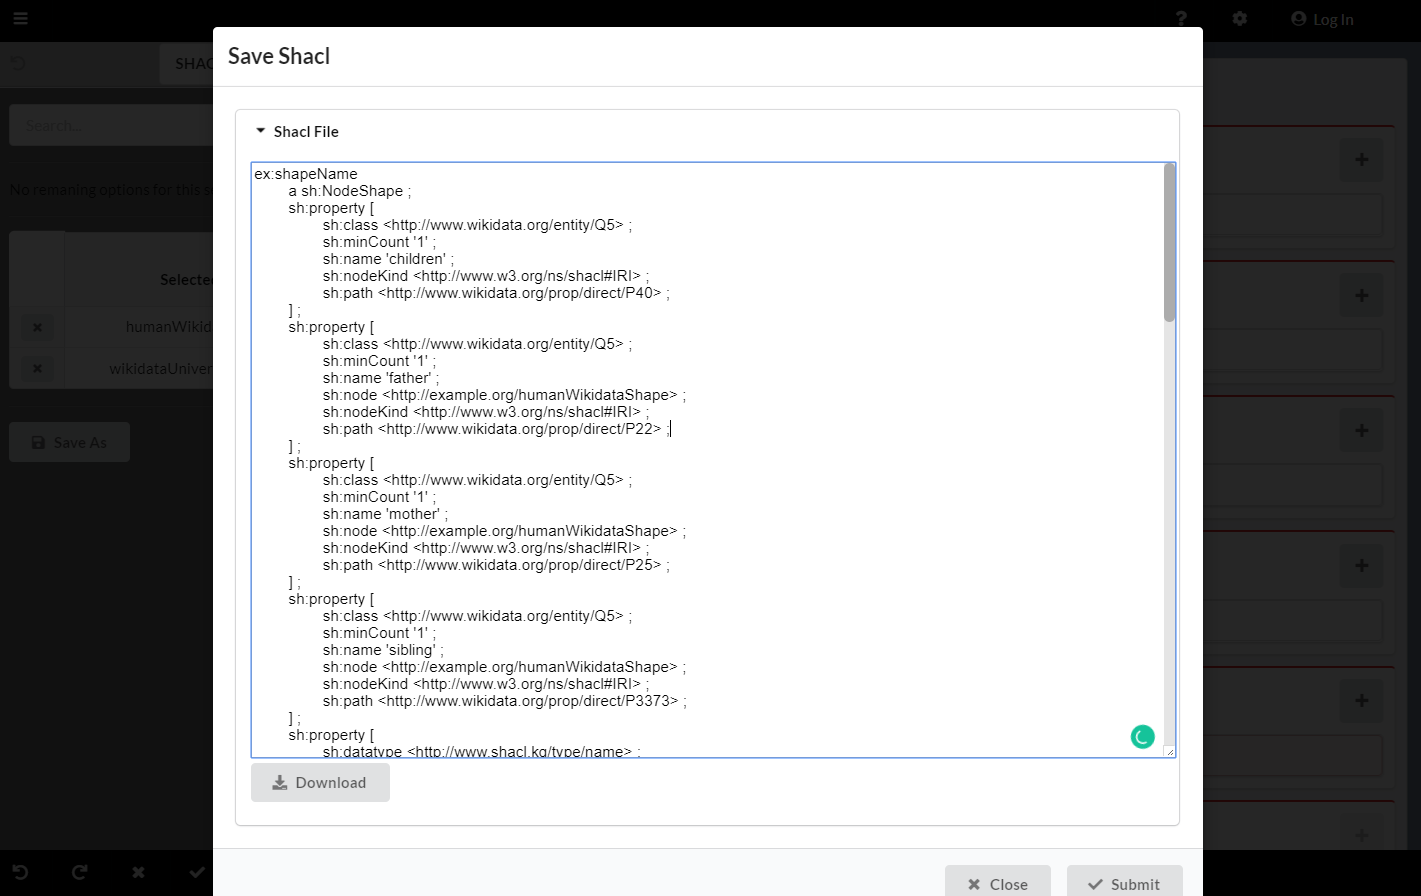 ? Log In
SHAC
Save Shacl
Search...
Shacl File
No remaning options for this s
Selecte
humanWikid
wikidataUniver
Save As
ex:shapeName
a sh:NodeShape ;
sh:property [
sh:class <http://www.wikidata.org/entity/Q5> ;
sh:minCount '1' ;
sh:name 'children' ;
sh:nodeKind <http://www.w3.org/ns/shacl#IRI> ;
sh:path <http://www.wikidata.org/prop/direct/P40> ;
] ;
sh:property [
sh:class <http://www.wikidata.org/entity/Q5> ;
sh:minCount '1' ;
sh:name 'father' ;
sh:node <http://example.org/humanWikidataShape> ;
sh:nodeKind <http://www.w3.org/ns/shacl#IRI> ;
sh:path <http://www.wikidata.org/prop/direct/P22> ;
] ;
sh:property [
sh:class <http://www.wikidata.org/entity/Q5> ;
sh:minCount '1' ;
sh:name 'mother' ;
sh:node <http://example.org/humanWikidataShape> ;
sh:nodeKind <http://www.w3.org/ns/shacl#IRI> ;
sh:path <http://www.wikidata.org/prop/direct/P25> ;
] ;
sh:property [
sh:class <http://www.wikidata.org/entity/Q5> ;
sh:minCount '1' ;
sh:name 'sibling' ;
sh:node <http://example.org/humanWikidataShape> ;
sh:nodeKind <http://www.w3.org/ns/shacl#IRI> ;
sh:path <http://www.wikidata.org/prop/direct/P3373> ;
] ;
sh:property [
sh:datatype <http://www.shacl.kg/type/name> ;
Download
Close
Submit